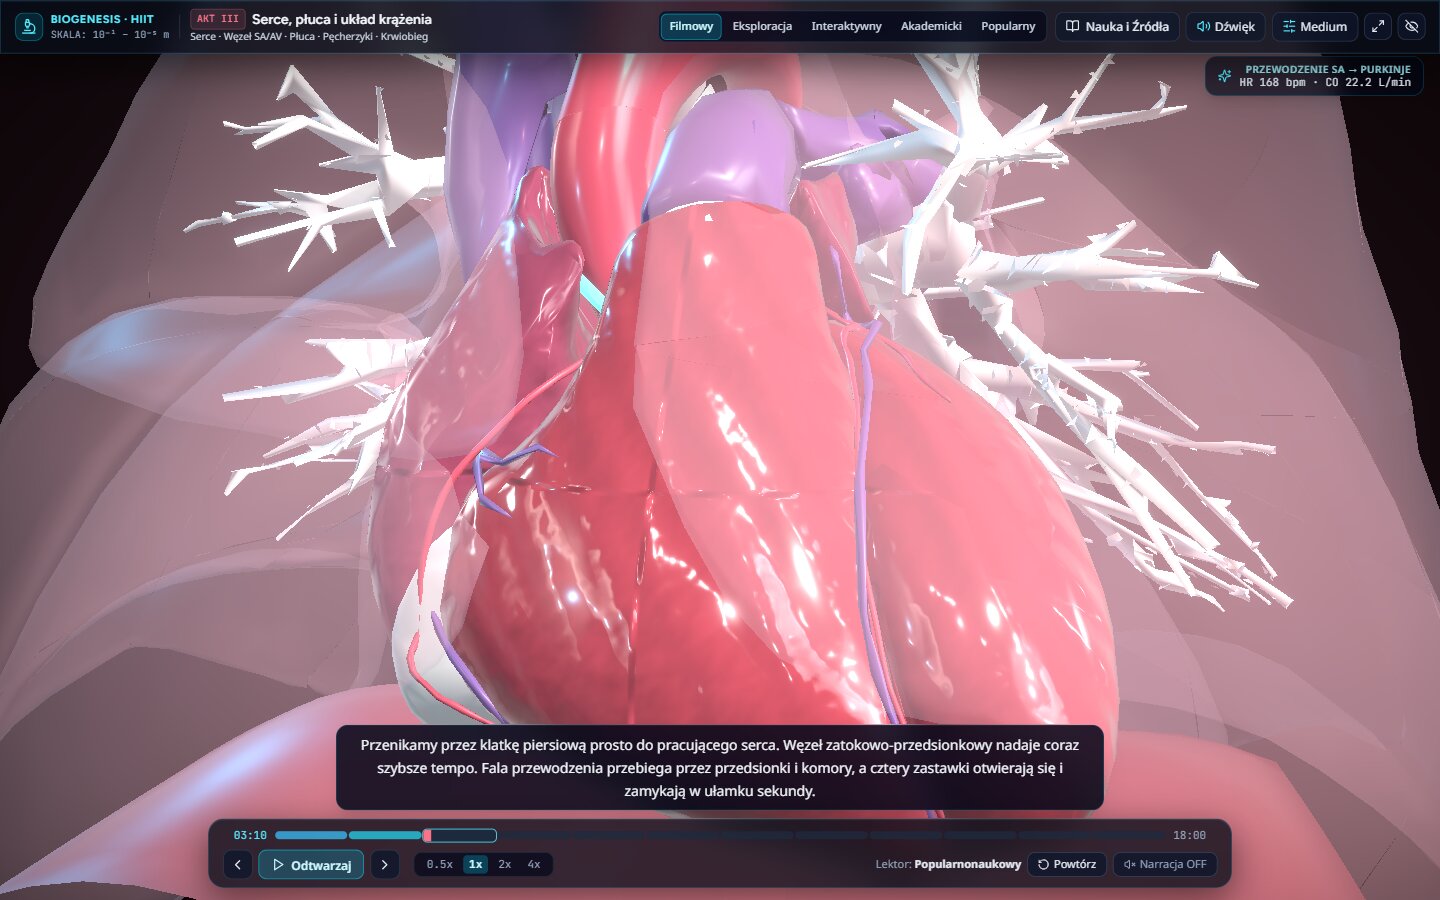 BIOGENESIS · HIIT
SKALA: 10⁻¹ – 10⁻⁵ m
AKT III
Serce, płuca i układ krążenia
Serce · Węzeł SA/AV · Płuca · Pęcherzyki · Krwiobieg
Filmowy
Eksploracja
Interaktywny
Akademicki
Popularny
Nauka i Źródła
Dźwięk
Medium
PRZEWODZENIE SA → PURKINJE
HR 168 bpm · CO 22.2 L/min
Przenikamy przez klatkę piersiową prosto do pracującego serca. Węzeł zatokowo-przedsionkowy nadaje coraz
szybsze tempo. Fala przewodzenia przebiega przez przedsionki i komory, a cztery zastawki otwierają się i
zamykają w ułamku sekundy.
03:10
18:00
Odtwarzaj
0.5x
1x
2x
4x
Lektor: Popularnonaukowy
Powtórz
Narracja OFF